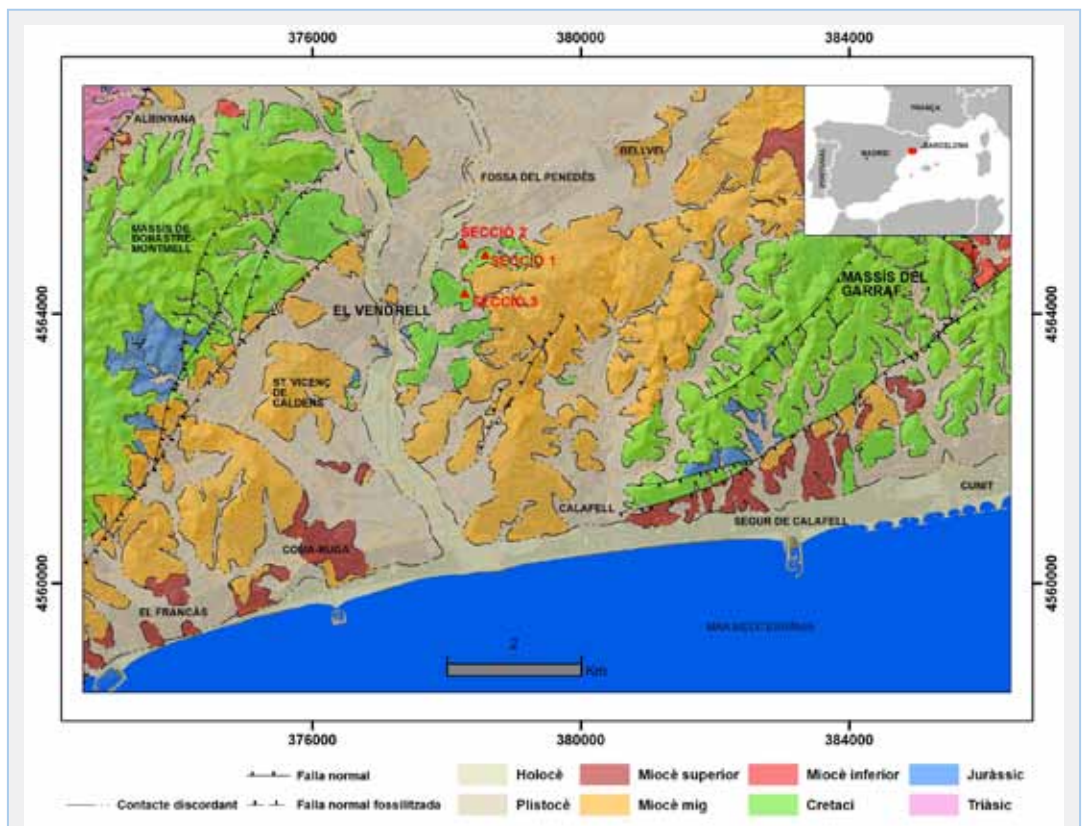 376000 380000 384000
FRANÇA
BARCELONA
MADRID
PORTUGAL
ALBINYANA
BELLVEI
FOSSA DEL PENEDÈS
MASSÍS DE
BONASTRE-
MONTMELL
SECCIÓ 2
SECCIÓ 1
SECCIÓ 3
MASSÍS DEL
GARRAF
4564000
EL VENDRELL
4564000
ST. VICENÇ
DE
CALDERS
CALAFELL
CUNIT
SEGUR DE CALAFELL
COMA-RUGA
4560000
4560000
EL FRANCÀS
2
Km
376000 380000 384000
Falla normal
Contacte discordant
Falla normal fossilitzada
Holocè
Miocè superior
Miocè inferior
Juràssic
Plistocè
Miocè mig
Cretaci
Triàsic